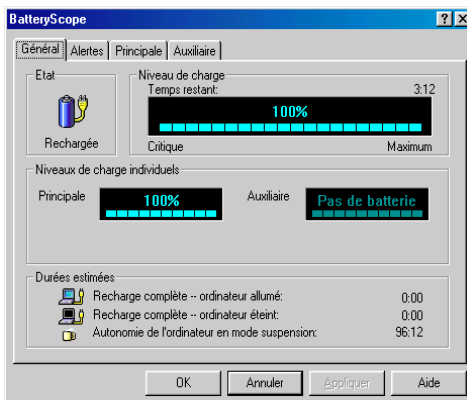 BatteryScope
Général Alertes Principale Auxiliaire
Etat
Rechargée
Niveau de charge
Temps restant: 3:12
100%
Critique Maximum
Niveaux de charge individuels
Principale 100% Auxiliaire Pas de batterie
Durées estimées
Recharge complète -- ordinateur allumé: 0:00
Recharge complète -- ordinateur éteint: 0:00
Autonomie de l'ordinateur en mode suspension: 96:12
OK Annuler Appliquer Aide